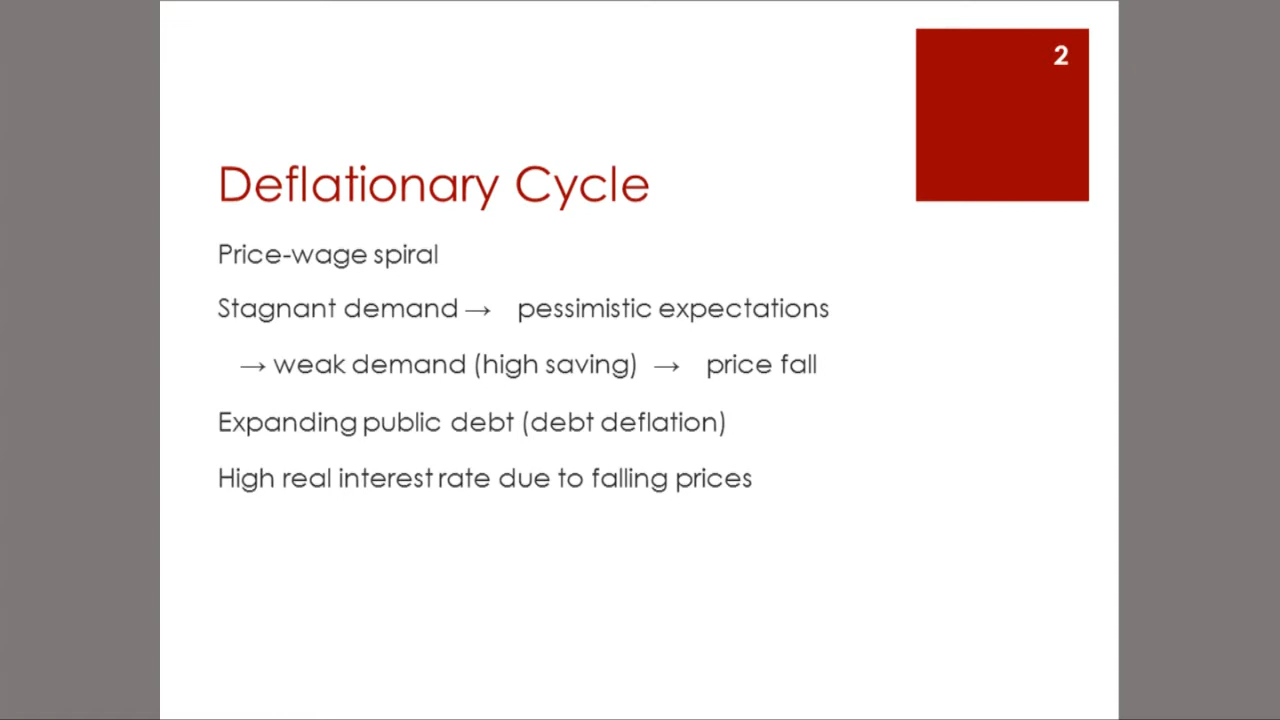 2
Deflationary Cycle
Price-wage spiral
Stagnant demand → pessimistic expectations
→ weak demand (high saving) → price fall
Expanding public debt (debt deflation)
High real interest rate due to falling prices